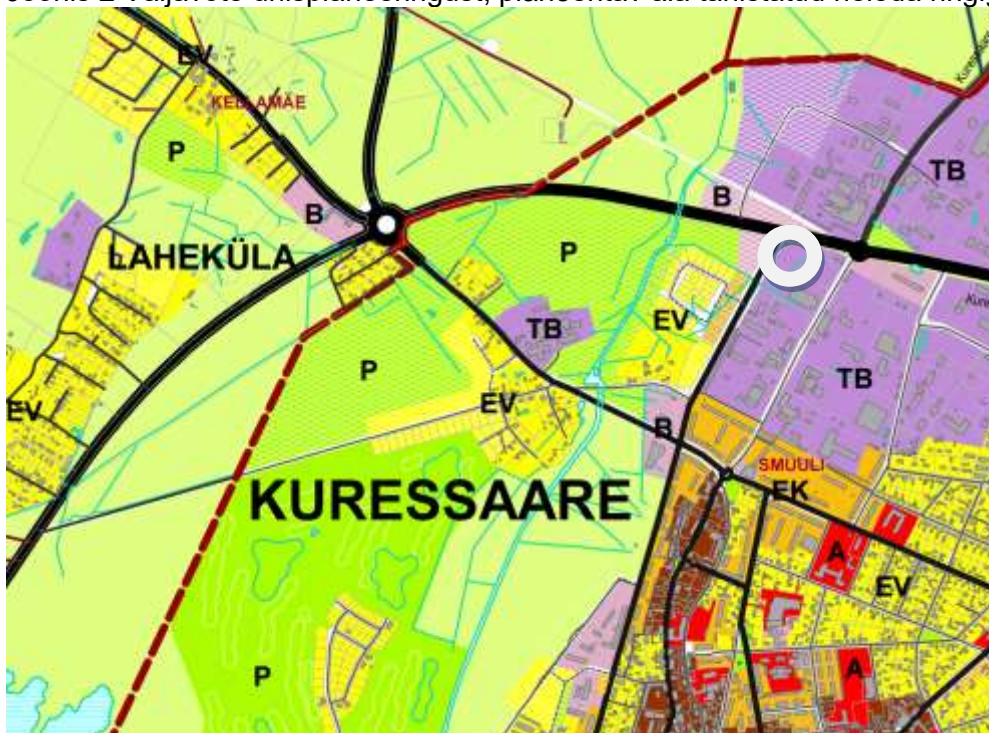 EV
KELLAMÄE
P
TB
B
B
LAHEKÜLA
P
EV
TB
P
TB
EV
EV
B
SMUULI
EK
KURESSAARE
A
EV
P
A